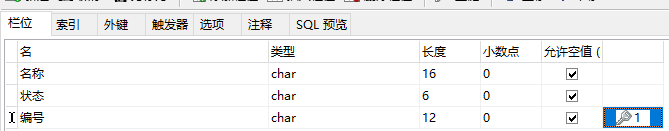 栏位 索引 外键 触发器 选项 注释 SQL 预览
名 类型 长度 小数点 允许空值 (
名称 char 16 0
状态 char 6 0
编号 char 12 0 1